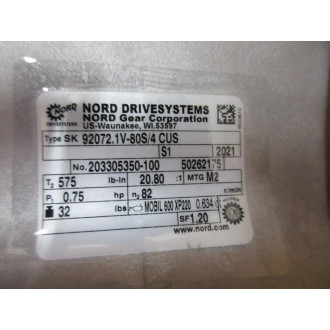 NORD
DRIVESYSTEMS
NORD DRIVESYSTEMS
NORD Gear Corporation
US-Waunakee, WI.53597
Type SK 92072.1V-80S/4 CUS
S1 2021
No. 203305350-100 50262175
T2 575 lb-in 20.80 :1 MTG M2
P1 0.75 hp n2 82 r/min
32 lbs MOBIL 600 XP220 0.634
SF 1.20
www.nord.com